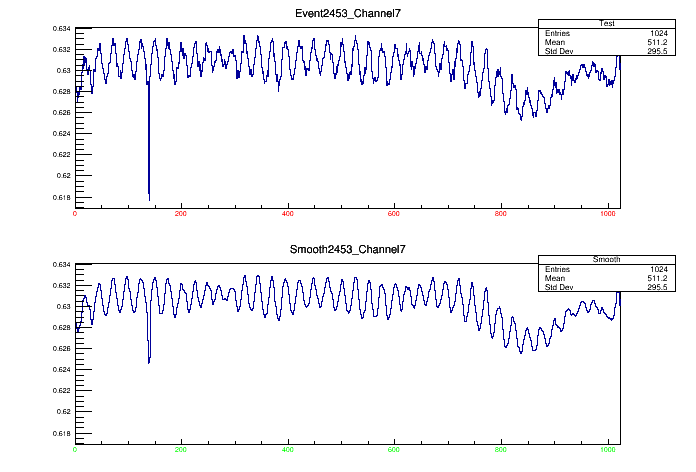 Event2453_Channel7
Test
Entries 1024
Mean 511.2
Std Dev 295.5
0.634
0.632
0.63
0.628
0.626
0.624
0.622
0.62
0.618
0 200 400 600 800 1000
Smooth2453_Channel7
Smooth
Entries 1024
Mean 511.2
Std Dev 295.5
0.634
0.632
0.63
0.628
0.626
0.624
0.622
0.62
0.618
0 200 400 600 800 1000